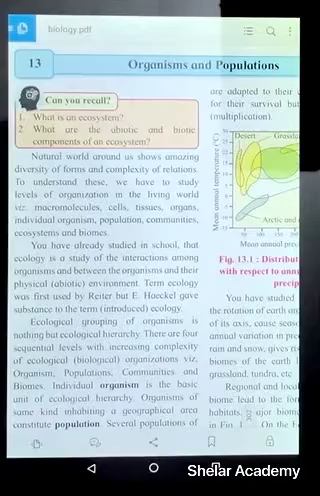 biology.pdf
13
Organisms and Populations
Can you recall?
1. What is an ecosystem?
2 What are the abiotic and biotic
components of an ecosystem?
Natural world around us shows amazing
diversity of forms and complexity of relations.
To understand these, we have to study
levels of organization in the living world
viz. macromolecules, cells, tissues, organs,
individual organism, population, communities,
ecosystems and biomes.
You have already studied in school, that
ecology is a study of the interactions among
organisms and between the organisms and their
physical (abiotic) environment. Term ecology
was first used by Reiter but E. Haeckel gave
substance to the term (introduced) ecology.
Ecological grouping of organisms is
nothing but ecological hierarchy. There are four
sequential levels with increasing complexity
of ecological (biological) organizations viz.
Organism, Populations, Communities and
Biomes. Individual organism is the basic
unit of ecological hierarchy. Organisms of
same kind inhabiting a geographical area
constitute population. Several populations of
are adapted to their
for their survival but
(multiplication).
Mean annual temperature (°C)
Desert
Arctic and
Mean annual
Fig. 13.1 :
with respect to
You have studied
the rotation of earth
of its axis, cause
annual variation in
rain and snow, gives
biomes of the earth
grassland, tundra, etc
Regional and local
biome lead to the
habitats.
in Fig. 1 On the
Shelar Academy